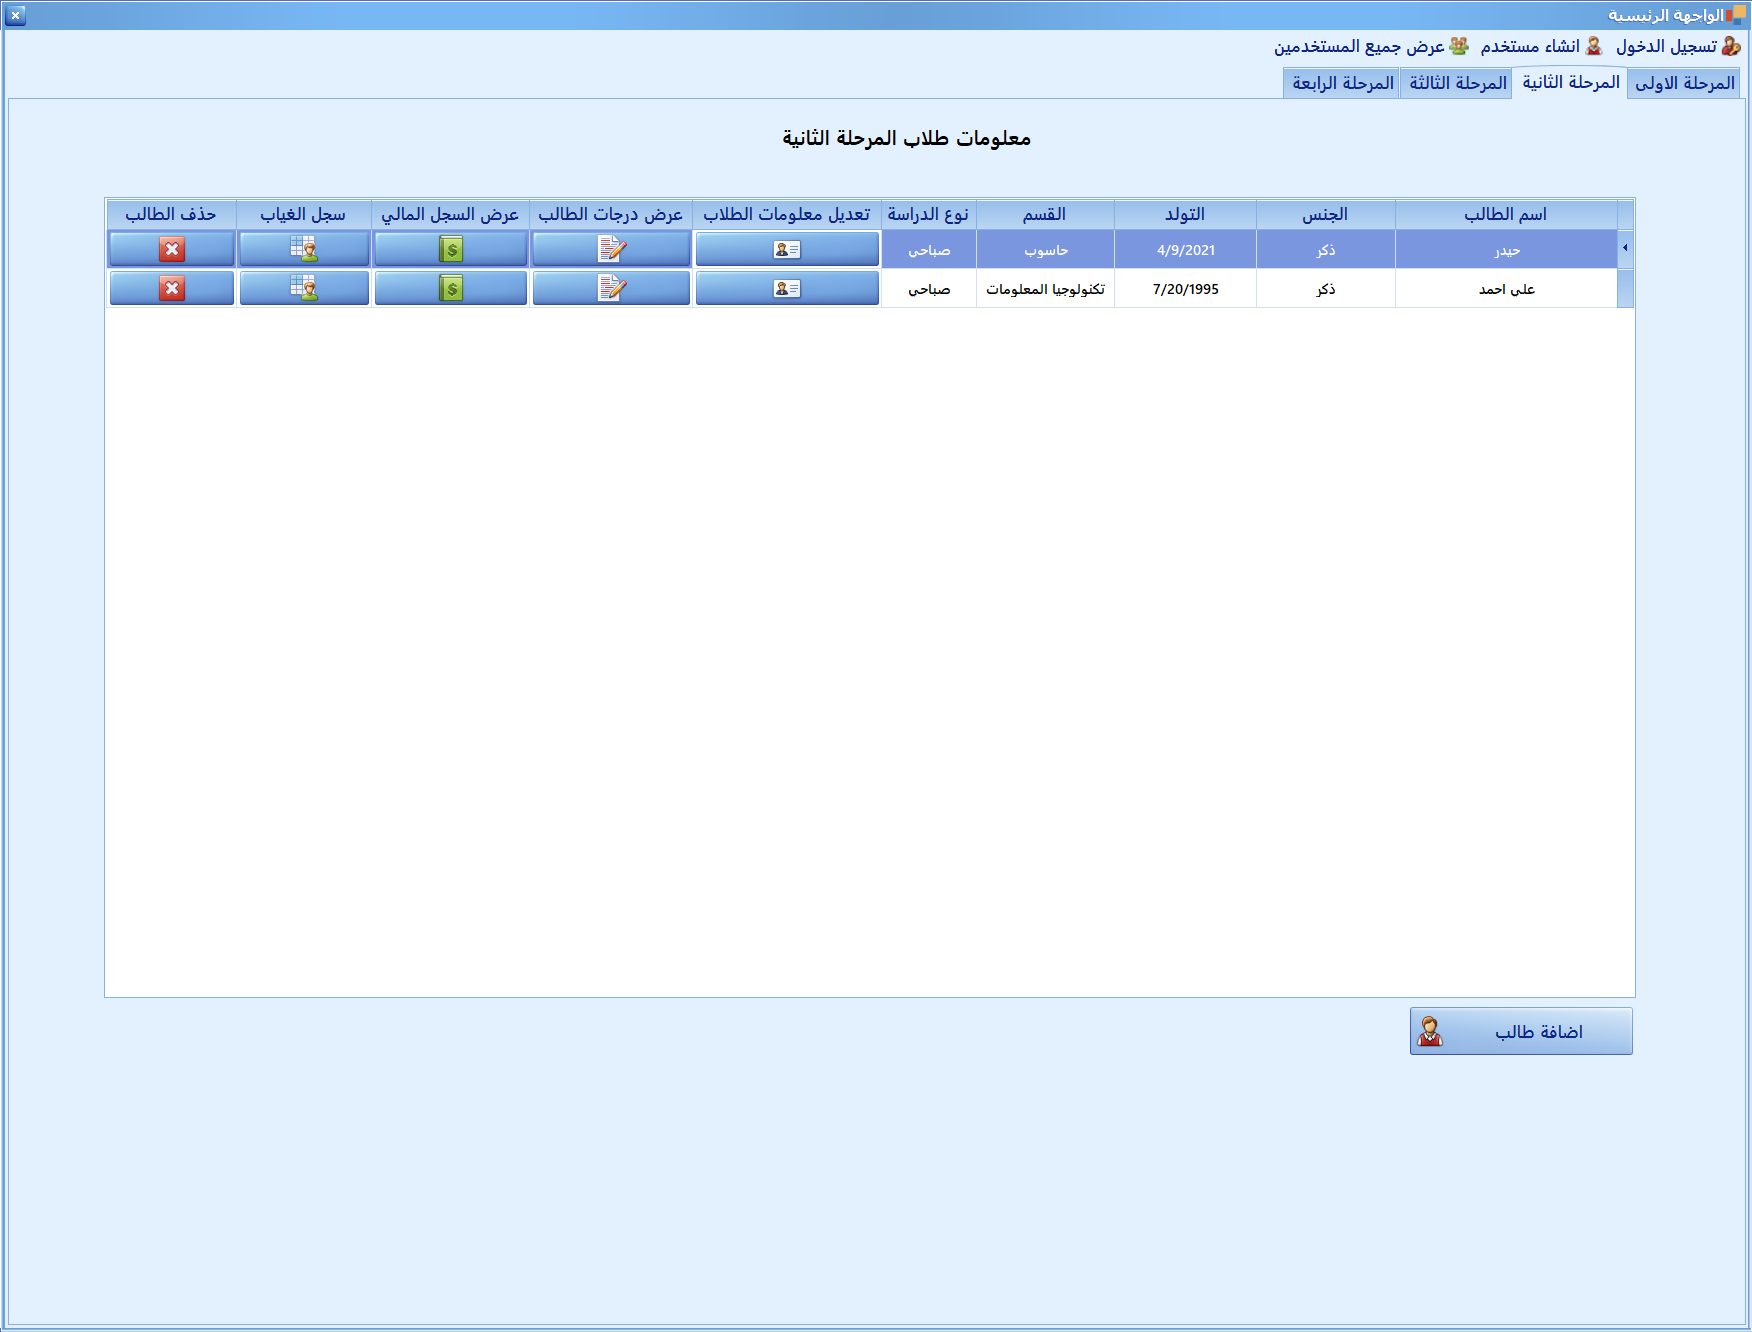 الواجهة الرئيسية
تسجيل الدخول انشاء مستخدم عرض جميع المستخدمين
المرحلة الاولى المرحلة الثانية المرحلة الثالثة المرحلة الرابعة
معلومات طلاب المرحلة الثانية
اسم الطالب الجنس التولد القسم نوع الدراسة تعديل معلومات الطلاب عرض درجات الطالب عرض السجل المالي سجل الغياب حذف الطالب
حيدر ذكر 4/9/2021 حاسوب صباحي
علي احمد ذكر 7/20/1995 تكنولوجيا المعلومات صباحي
اضافة طالب